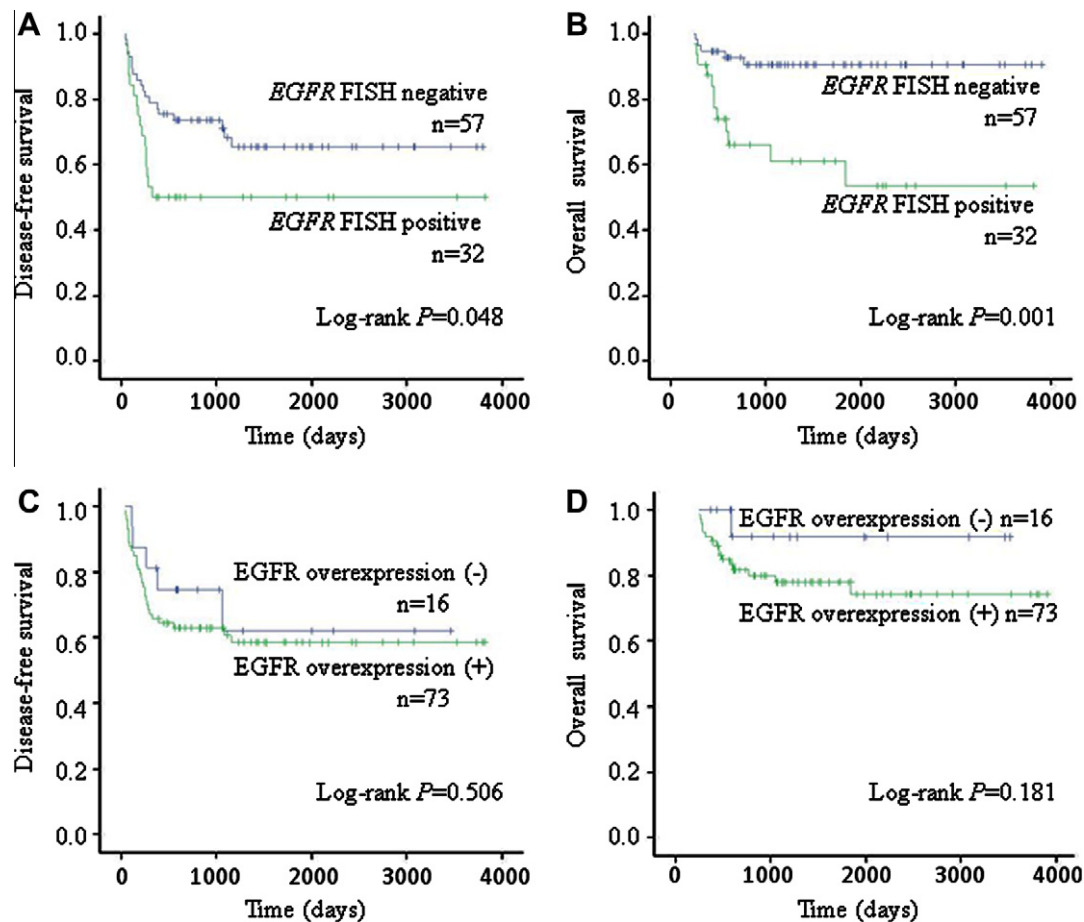 A
Disease-free survival
1.0
0.8
0.6
0.4
0.2
0.0
EGFR FISH negative
n=57
EGFR FISH positive
n=32
Log-rank P=0.048
0 1000 2000 3000 4000
Time (days)
B
Overall survival
1.0
0.8
0.6
0.4
0.2
0.0
EGFR FISH negative
n=57
EGFR FISH positive
n=32
Log-rank P=0.001
0 1000 2000 3000 4000
Time (days)
C
Disease-free survival
1.0
0.8
0.6
0.4
0.2
0.0
EGFR overexpression (-)
n=16
EGFR overexpression (+)
n=73
Log-rank P=0.506
0 1000 2000 3000 4000
Time (days)
D
Overall survival
1.0
0.8
0.6
0.4
0.2
0.0
EGFR overexpression (-) n=16
EGFR overexpression (+) n=73
Log-rank P=0.181
0 1000 2000 3000 4000
Time (days)